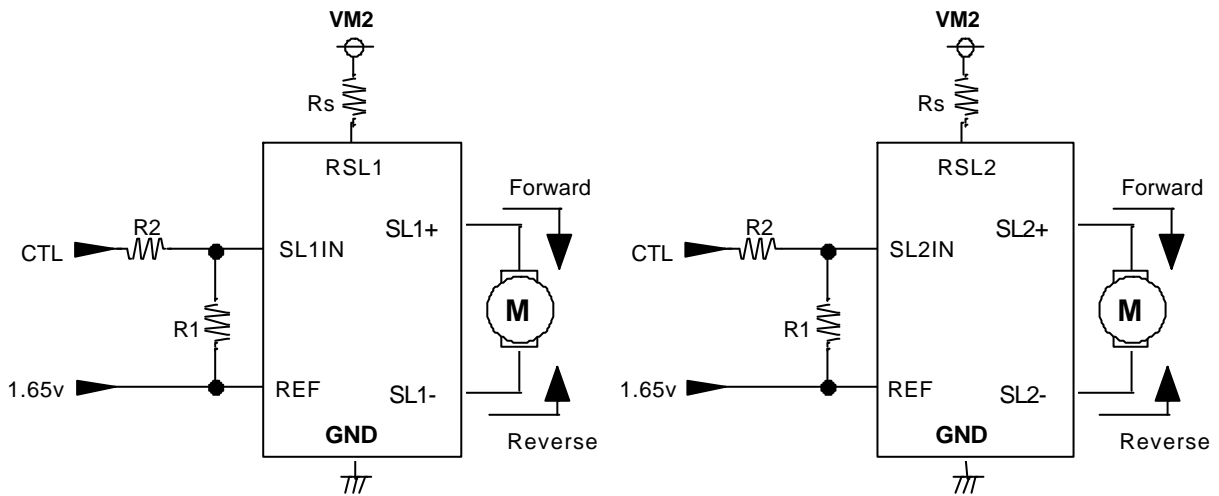 VM2
Rs
RSL1
Forward
R2
SL1+
CTL
SL1IN
R1
M
1.65v
REF
SL1-
GND
Reverse
VM2
Rs
RSL2
Forward
R2
SL2+
CTL
SL2IN
R1
M
1.65v
REF
SL2-
GND
Reverse